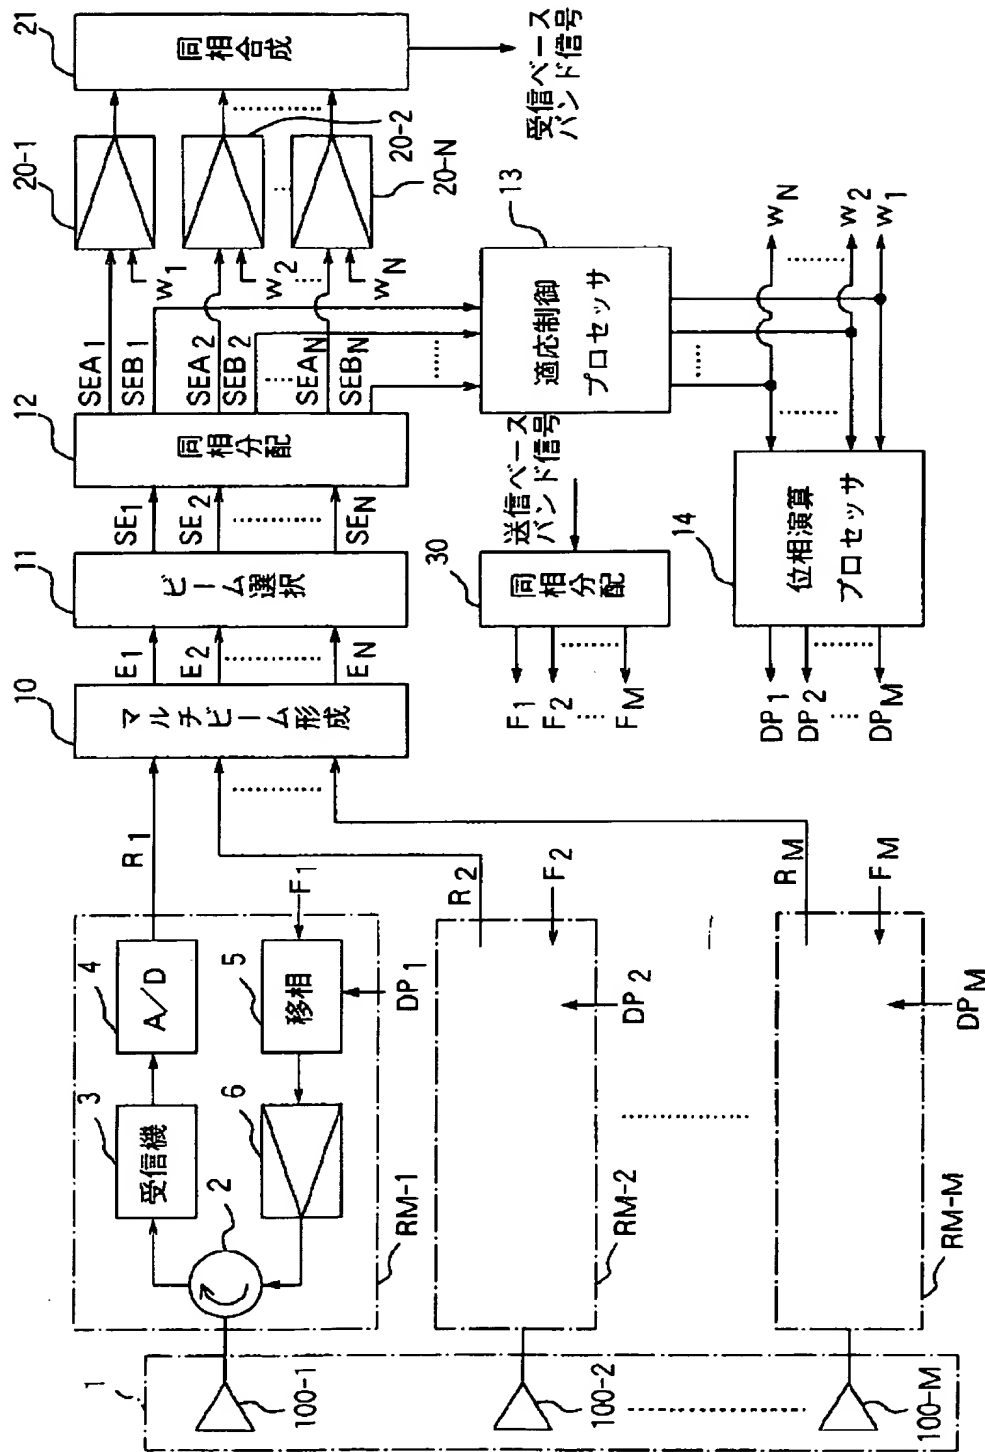 1
100-1
100-2
100-M
2
受信機
3
A/D
4
移相
5
6
RM-1
R1
F1
DP1
RM-2
R2
F2
DP2
RM-M
RM
FM
DPM
マルチビーム形成
10
E1
E2
EN
ビーム選択
11
SE1
SE2
SEN
同相分配
12
SEA1
SEB1
SEA2
SEB2
SEAN
SEBN
20-1
W1
20-2
W2
20-N
WN
同相合成
21
受信ベース
バンド信号
適応制御
プロセッサ
13
送信ベース
バンド信号
同相分配
30
F1
F2
FM
位相演算
プロセッサ
14
DP1
DP2
DPM
WN
W2
W1